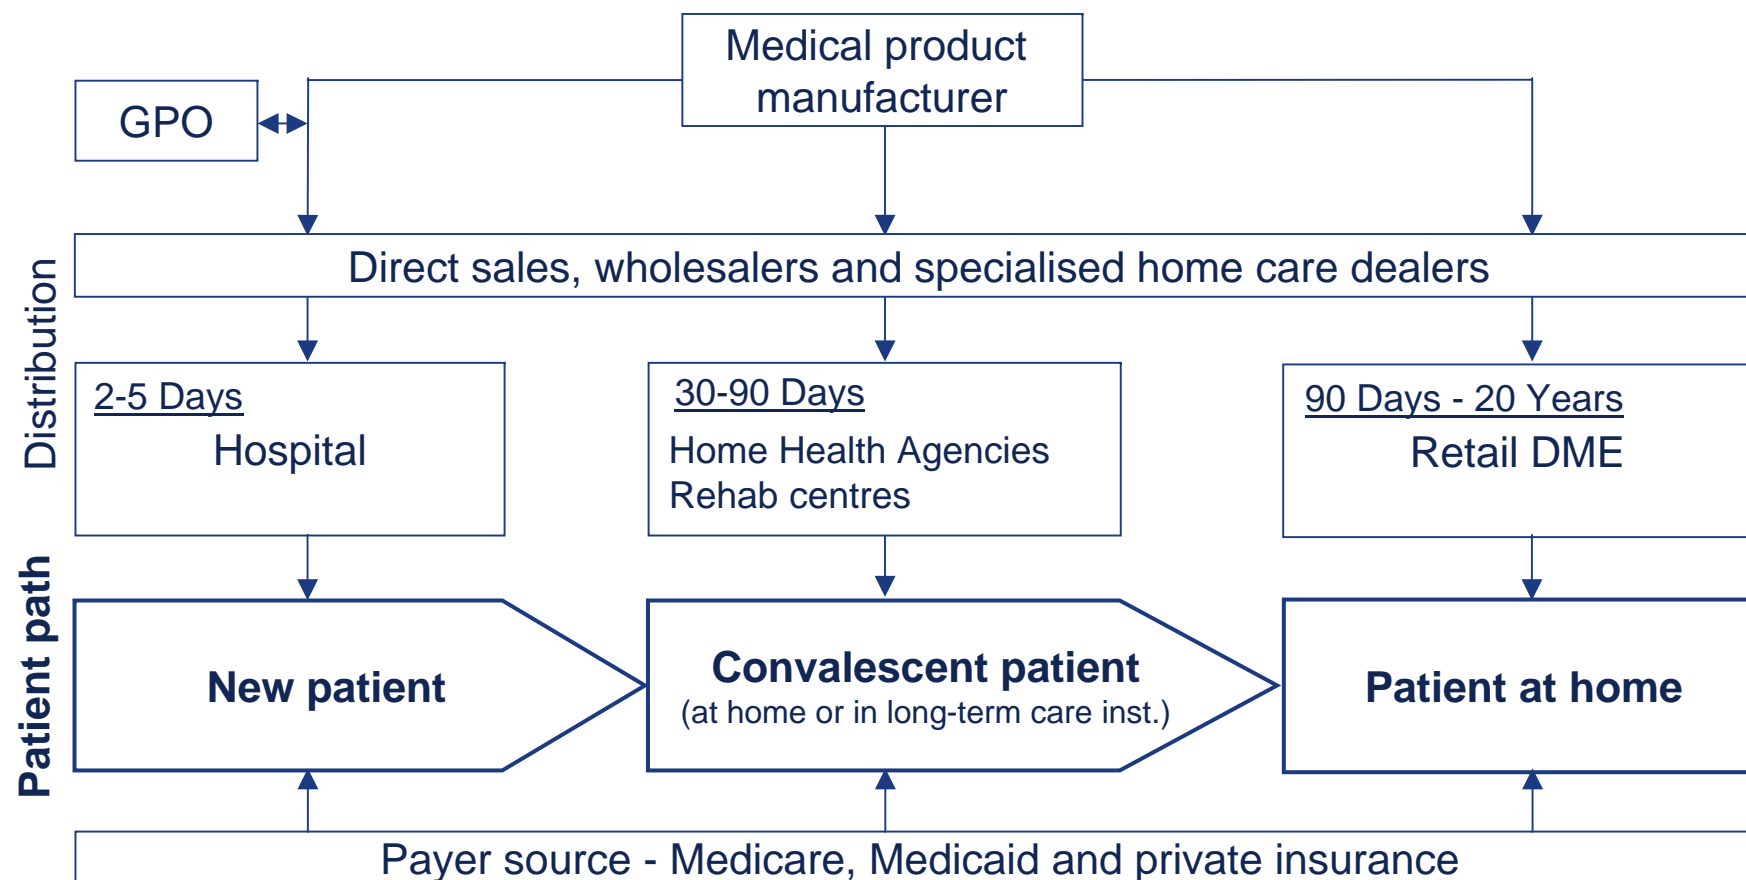 Medical product
manufacturer
GPO
Direct sales, wholesalers and specialised home care dealers
Distribution
2-5 Days
Hospital
30-90 Days
Home Health Agencies
Rehab centres
90 Days - 20 Years
Retail DME
Patient path
New patient
Convalescent patient
(at home or in long-term care inst.)
Patient at home
Payer source - Medicare, Medicaid and private insurance